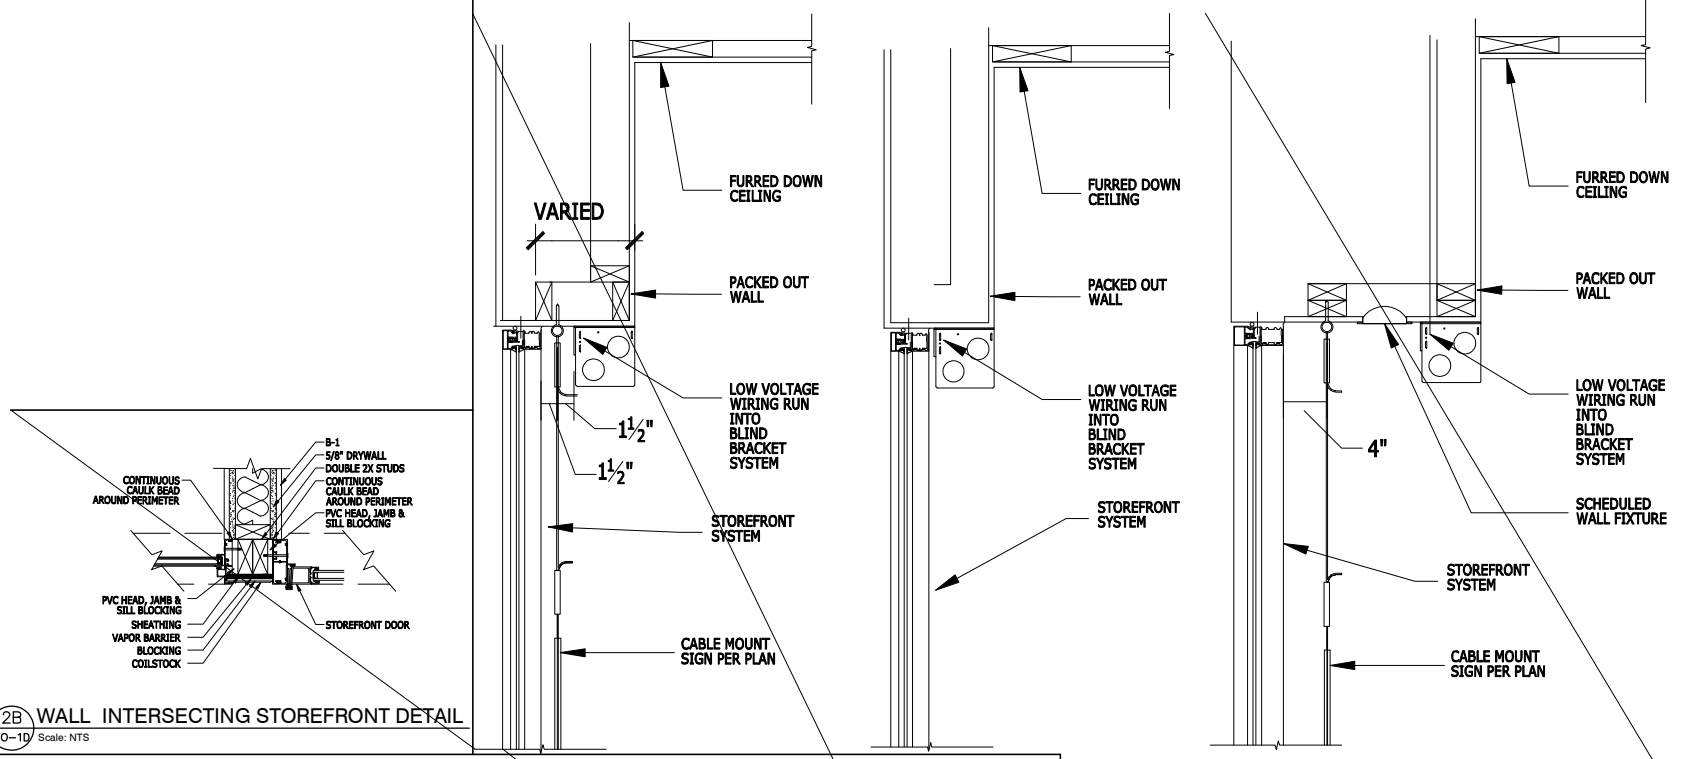 B-1
5/8" DRYWALL
DOUBLE 2X STUDS
CONTINUOUS
CAULK BEAD
AROUND PERIMETER
PVC HEAD, JAMB &
SILL BLOCKING
CONTINUOUS
CAULK BEAD
AROUND PERIMETER
PVC HEAD, JAMB &
SILL BLOCKING
SHEATHING
VAPOR BARRIER
BLOCKING
COILSTOCK
STOREFRONT DOOR
2B
O-1D
WALL INTERSECTING STOREFRONT DETAIL
Scale: NTS
FURRED DOWN
CEILING
VARIED
PACKED OUT
WALL
LOW VOLTAGE
WIRING RUN
INTO
BLIND
BRACKET
SYSTEM
1 1/2"
1 1/2"
STOREFRONT
SYSTEM
CABLE MOUNT
SIGN PER PLAN
FURRED DOWN
CEILING
PACKED OUT
WALL
LOW VOLTAGE
WIRING RUN
INTO
BLIND
BRACKET
SYSTEM
STOREFRONT
SYSTEM
FURRED DOWN
CEILING
PACKED OUT
WALL
LOW VOLTAGE
WIRING RUN
INTO
BLIND
BRACKET
SYSTEM
4"
SCHEDULED
WALL FIXTURE
STOREFRONT
SYSTEM
CABLE MOUNT
SIGN PER PLAN